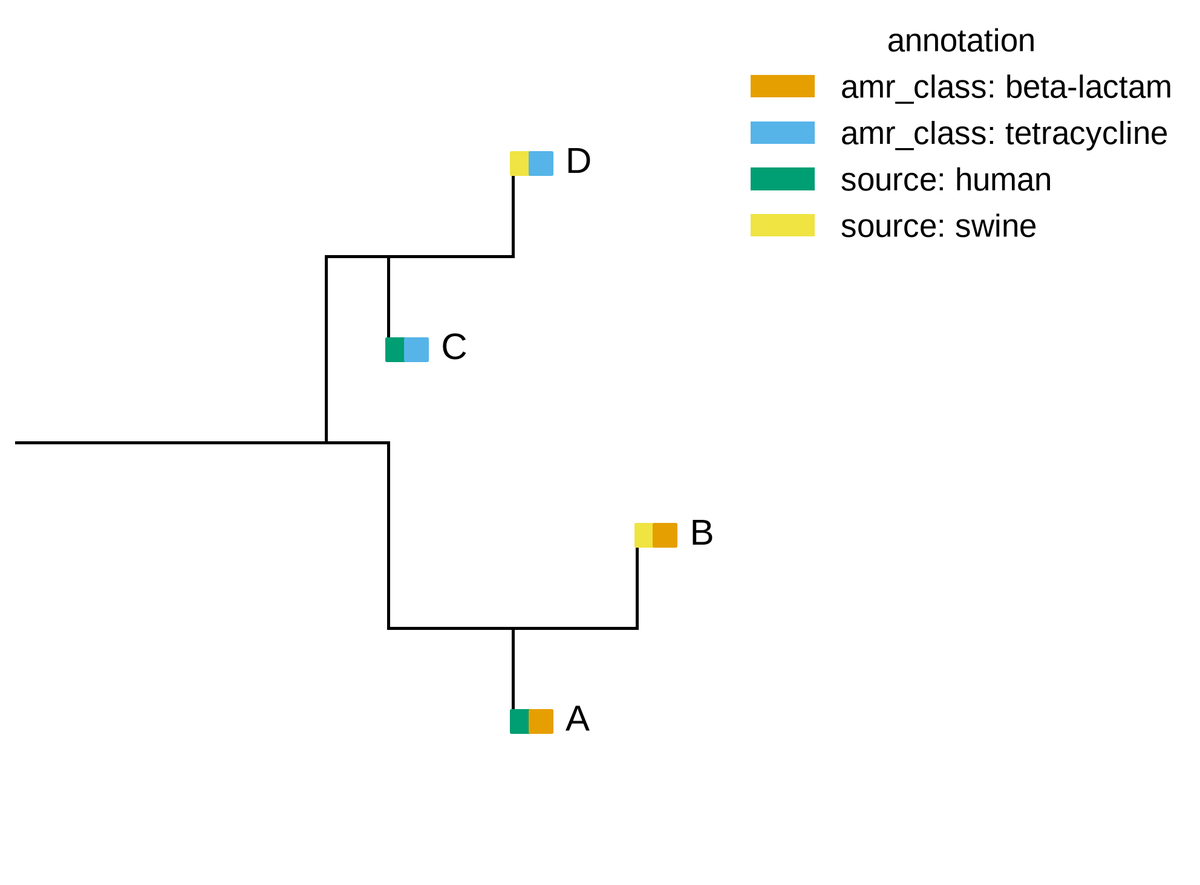 annotation
amr_class: beta-lactam
amr_class: tetracycline
source: human
source: swine
D
C
B
A